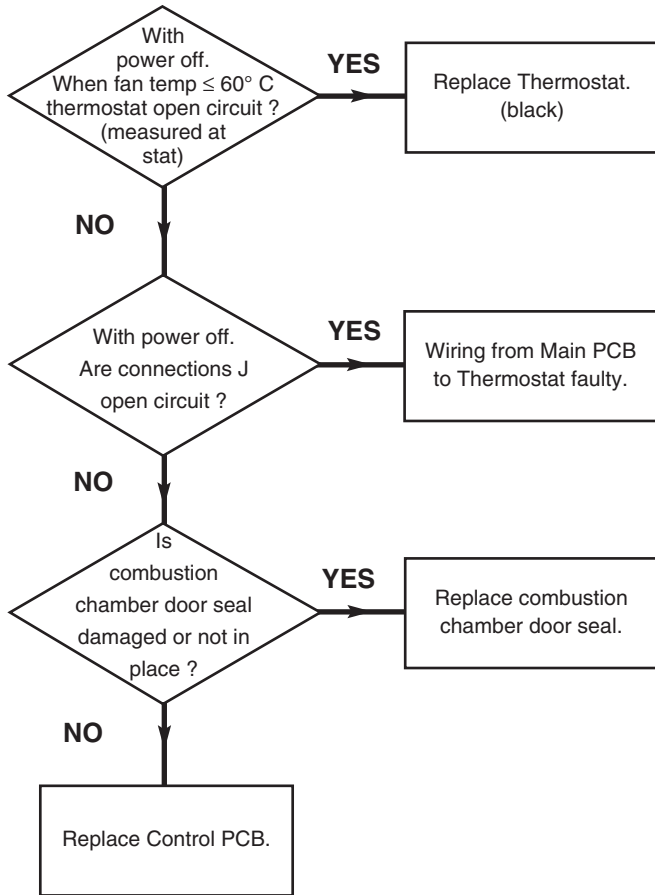 With
power off.
When fan temp ≤ 60° C
thermostat open circuit ?
(measured at
stat)
YES
Replace Thermostat.
(black)
NO
With power off.
Are connections J
open circuit ?
YES
Wiring from Main PCB
to Thermostat faulty.
NO
Is
combustion
chamber door seal
damaged or not in
place ?
YES
Replace combustion
chamber door seal.
NO
Replace Control PCB.